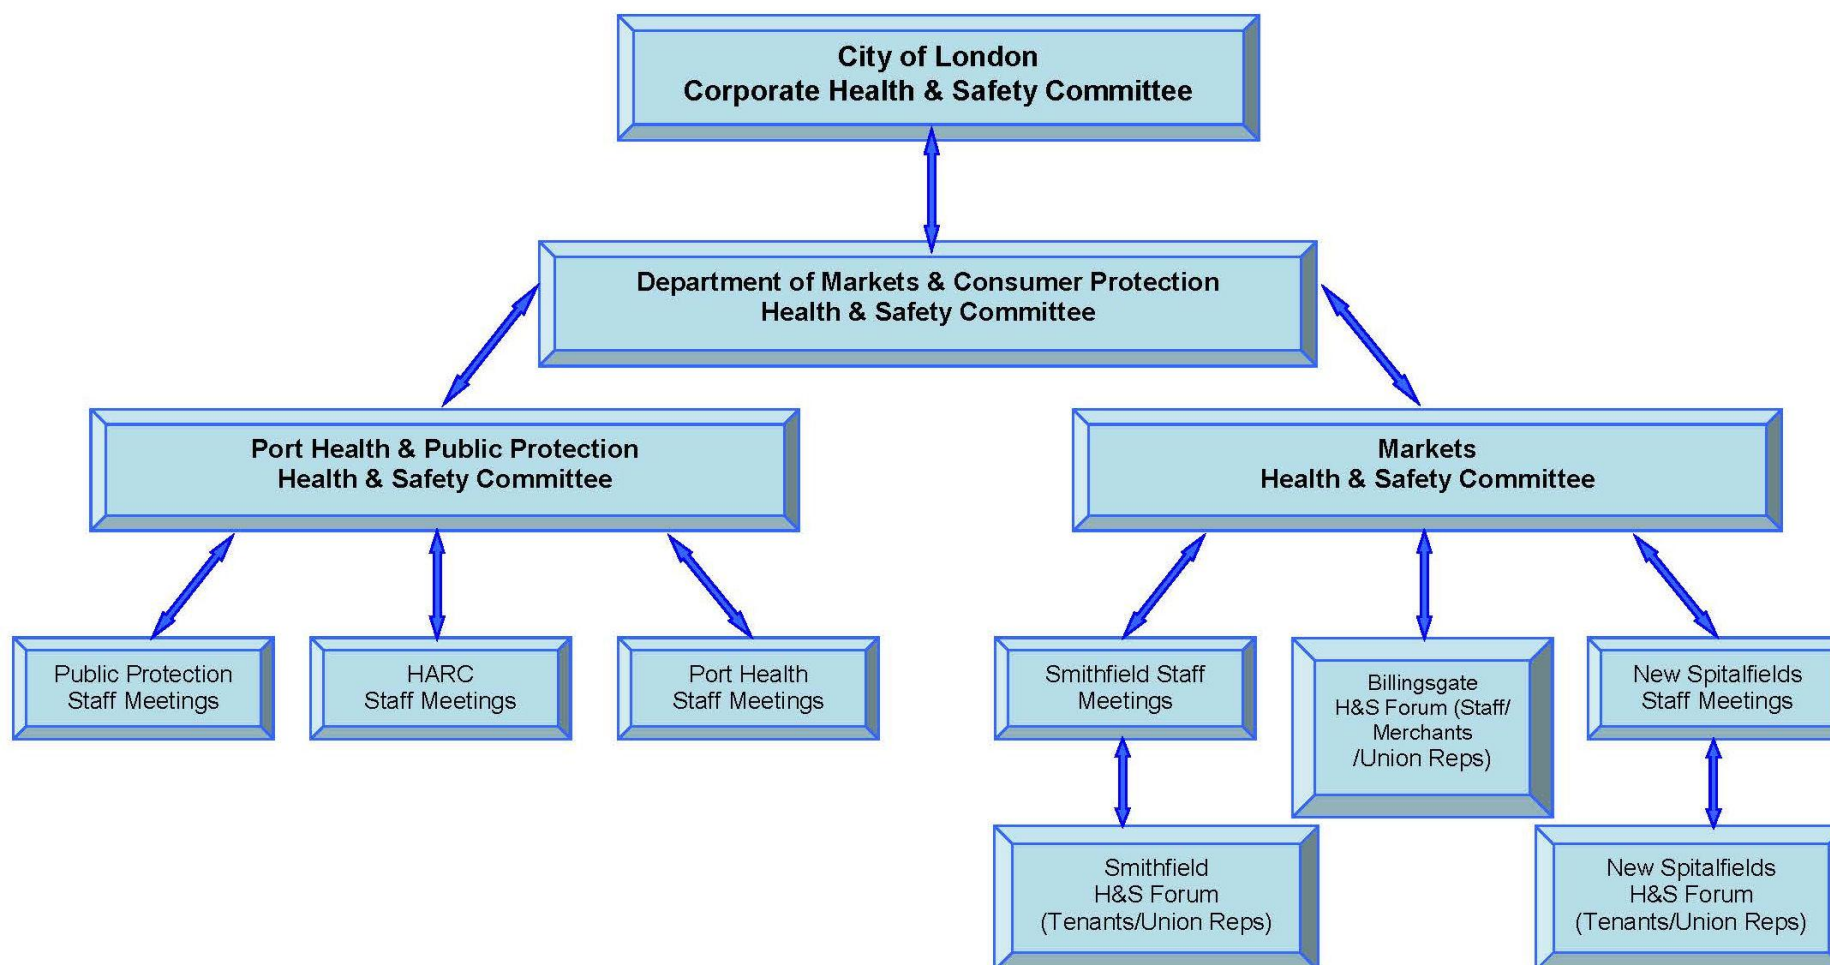 City of London
Corporate Health & Safety Committee
Department of Markets & Consumer Protection
Health & Safety Committee
Port Health & Public Protection
Health & Safety Committee
Markets
Health & Safety Committee
Public Protection
Staff Meetings
HARC
Staff Meetings
Port Health
Staff Meetings
Smithfield Staff
Meetings
Billingsgate
H&S Forum (Staff/
Merchants
/Union Reps)
New Spitalfields
Staff Meetings
Smithfield
H&S Forum
(Tenants/Union Reps)
New Spitalfields
H&S Forum
(Tenants/Union Reps)